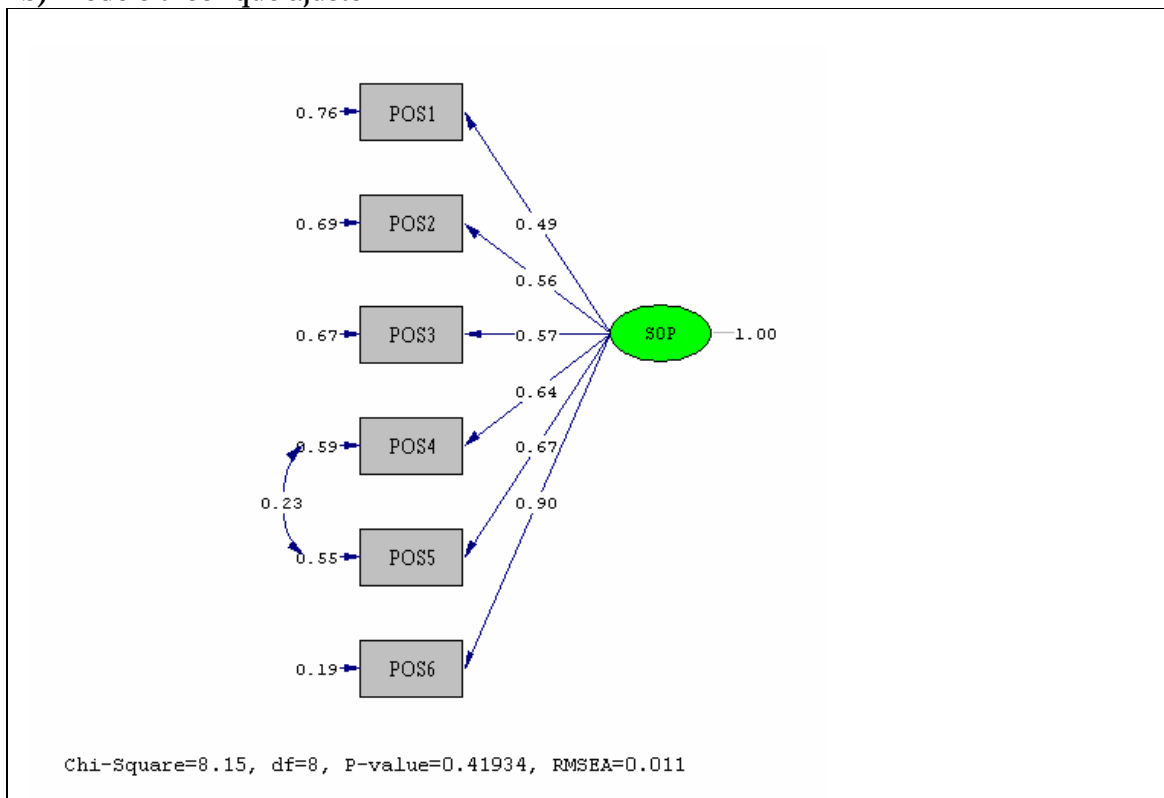 0.76 POS1
0.69 POS2 0.49
0.56
0.67 POS3 0.57 SOP 1.00
0.64
0.59 POS4 0.67
0.23 0.90
0.55 POS5
0.19 POS6
Chi-Square=8.15, df=8, P-value=0.41934, RMSEA=0.011